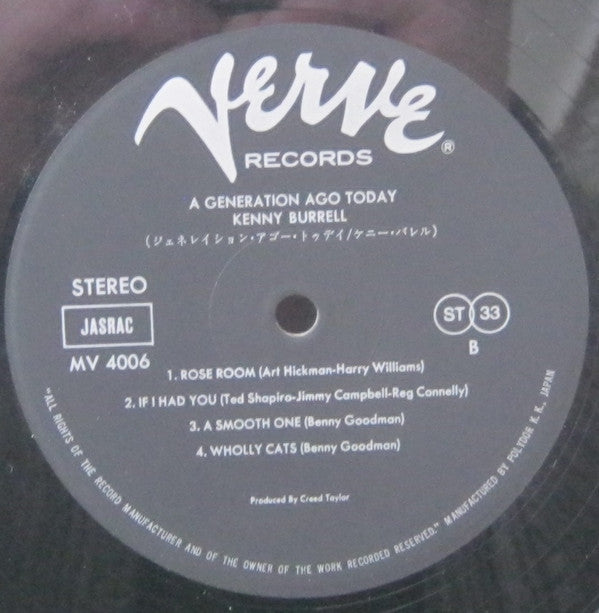 Verve
RECORDS ®
A GENERATION AGO TODAY
KENNY BURRELL
(ジェネレイション・アゴー・トゥデイ/ケニー・バレル)
STEREO
JASRAC
MV 4006
ST 33
B
1. ROSE ROOM (Art Hickman-Harry Williams)
2. IF I HAD YOU (Ted Shapiro-Jimmy Campbell-Reg Connelly)
3. A SMOOTH ONE (Benny Goodman)
4. WHOLLY CATS (Benny Goodman)
Produced By Creed Taylor
"ALL RIGHTS OF THE RECORD MANUFACTURER AND OF THE OWNER OF THE WORK RECORDED RESERVED." MANUFACTURED BY POLYDOR K. K., JAPAN